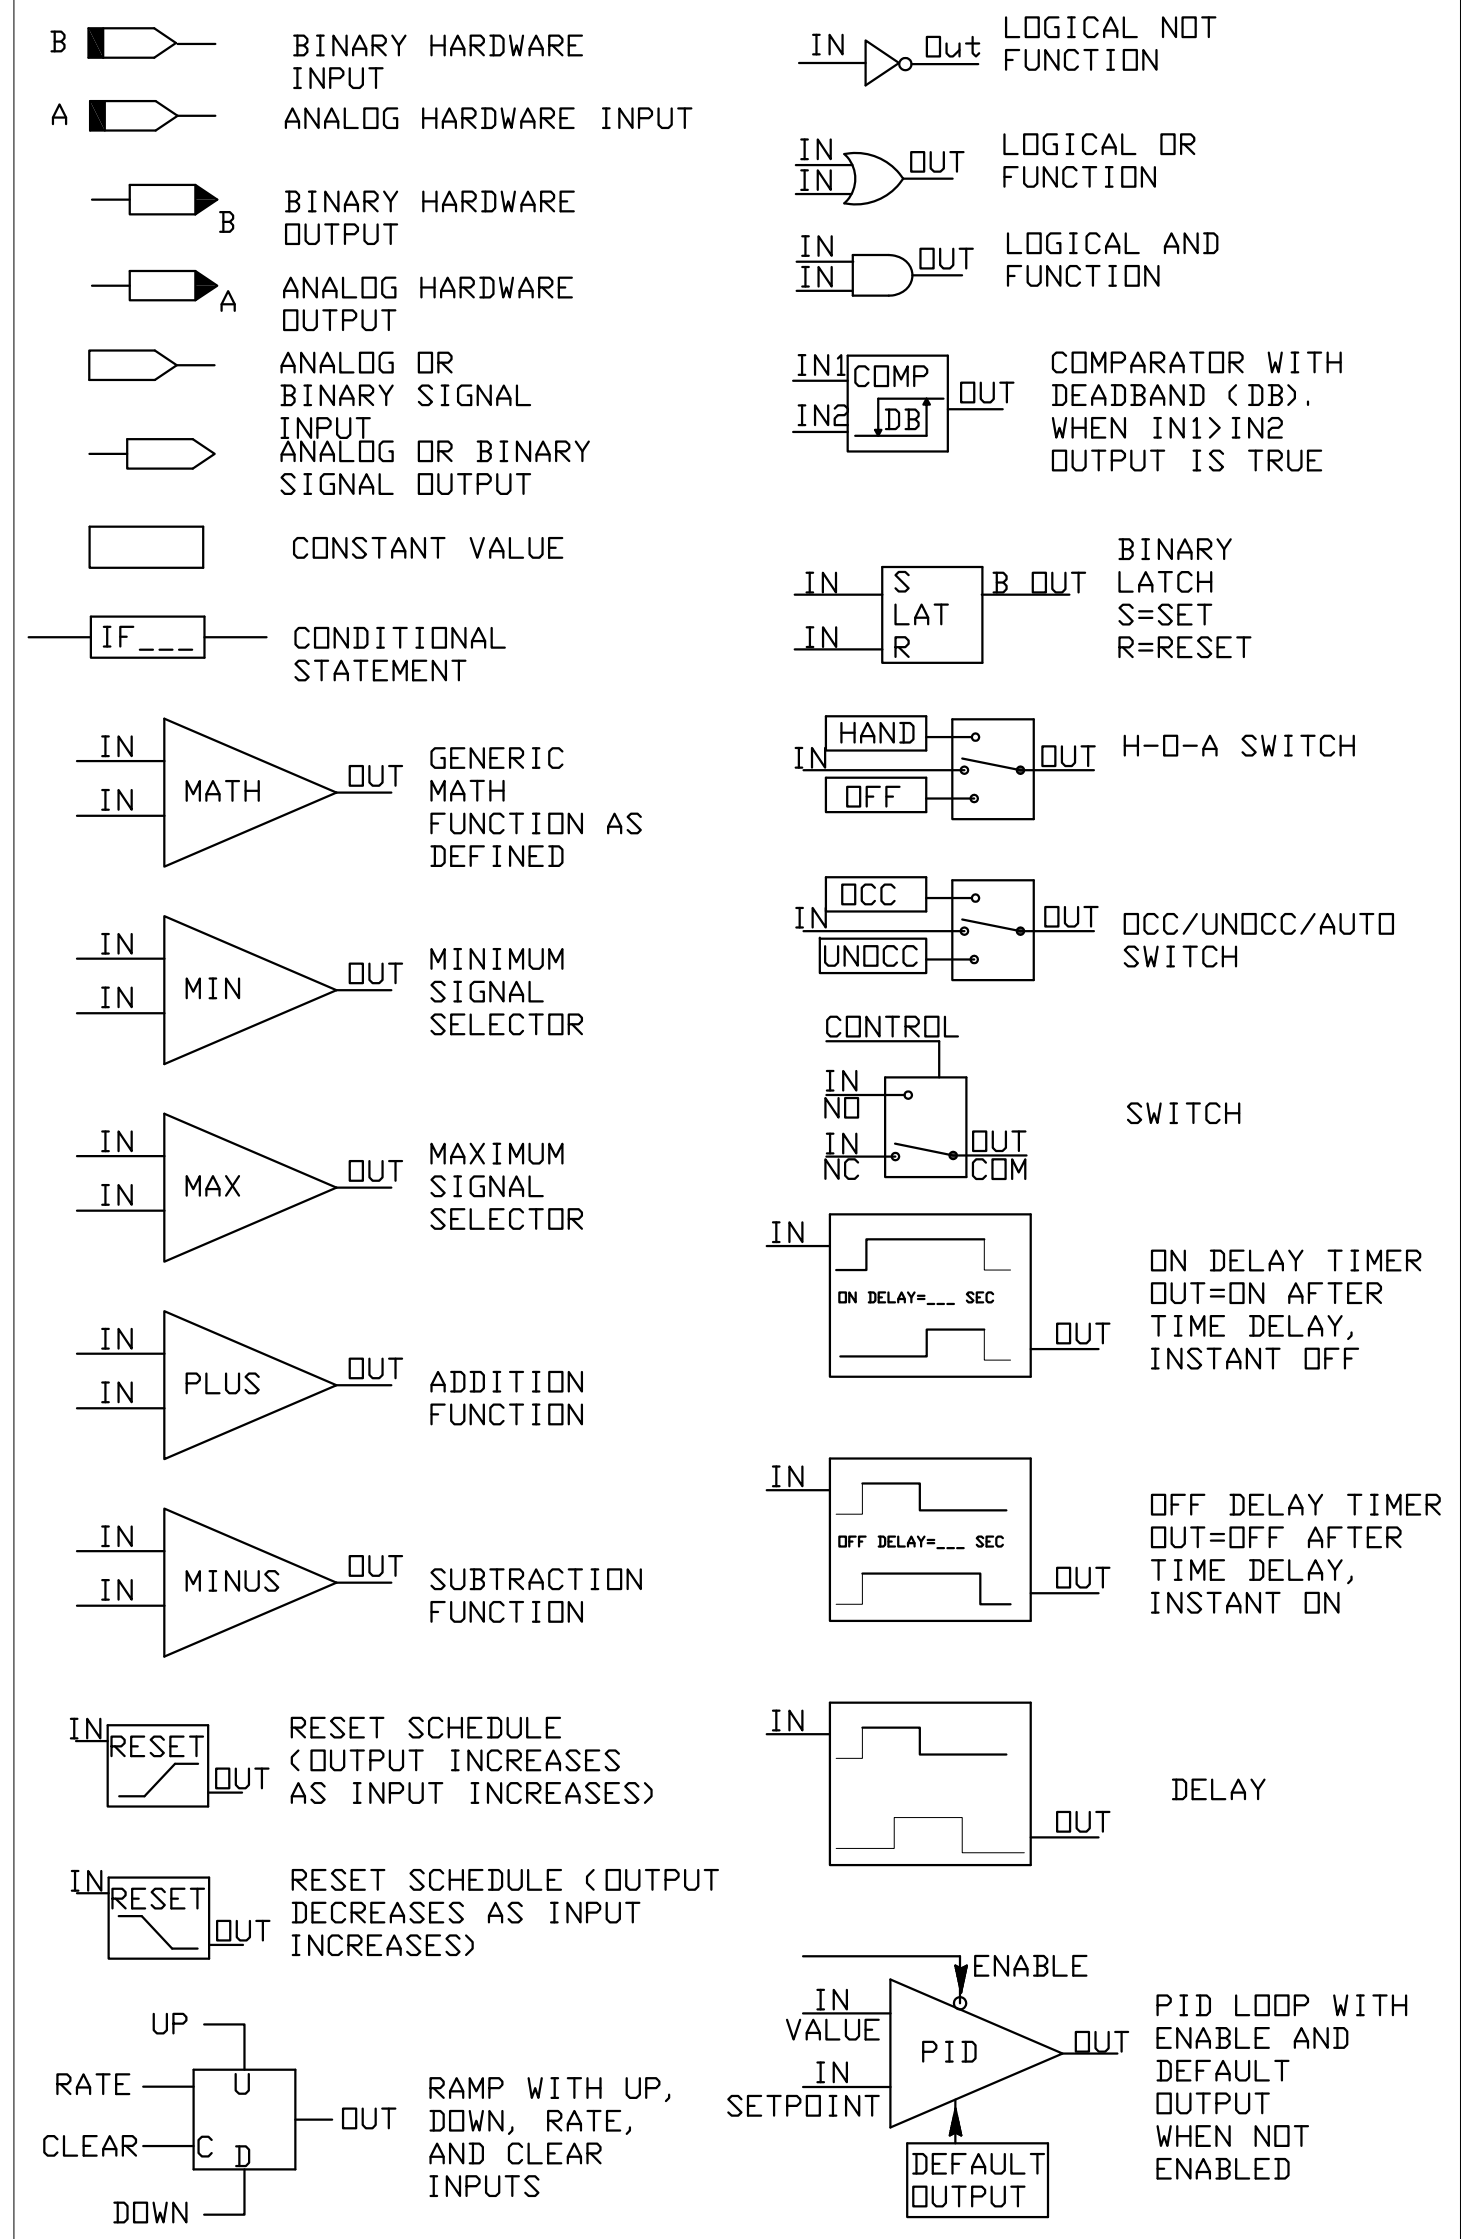 B
BINARY HARDWARE
INPUT
A
ANALOG HARDWARE INPUT
BINARY HARDWARE
B
OUTPUT
ANALOG HARDWARE
A
OUTPUT
ANALOG OR
BINARY SIGNAL
INPUT
ANALOG OR BINARY
SIGNAL OUTPUT
CONSTANT VALUE
IF___
CONDITIONAL
STATEMENT
IN
IN
MATH
OUT
GENERIC
MATH
FUNCTION AS
DEFINED
IN
IN
MIN
OUT
MINIMUM
SIGNAL
SELECTOR
IN
IN
MAX
OUT
MAXIMUM
SIGNAL
SELECTOR
IN
IN
PLUS
OUT
ADDITION
FUNCTION
IN
IN
MINUS
OUT
SUBTRACTION
FUNCTION
IN
RESET
OUT
RESET SCHEDULE
(OUTPUT INCREASES
AS INPUT INCREASES)
IN
RESET
OUT
RESET SCHEDULE (OUTPUT
DECREASES AS INPUT
INCREASES)
UP
RATE
U
CLEAR
C
D
DOWN
OUT
RAMP WITH UP,
DOWN, RATE,
AND CLEAR
INPUTS
IN
Out
LOGICAL NOT
FUNCTION
IN
IN
OUT
LOGICAL OR
FUNCTION
IN
IN
OUT
LOGICAL AND
FUNCTION
IN1
IN2
COMP
DB
OUT
COMPARATOR WITH
DEADBAND (DB).
WHEN IN1>IN2
OUTPUT IS TRUE
IN
IN
S
LAT
R
B OUT
BINARY
LATCH
S=SET
R=RESET
HAND
IN
OFF
OUT
H-O-A SWITCH
OCC
IN
UNOCC
OUT
OCC/UNOCC/AUTO
SWITCH
CONTROL
IN
NO
IN
NC
OUT
COM
SWITCH
IN
ON DELAY=___ SEC
OUT
ON DELAY TIMER
OUT=ON AFTER
TIME DELAY,
INSTANT OFF
IN
OFF DELAY=___ SEC
OUT
OFF DELAY TIMER
OUT=OFF AFTER
TIME DELAY,
INSTANT ON
IN
OUT
DELAY
ENABLE
IN
VALUE
IN
SETPOINT
PID
OUT
DEFAULT
OUTPUT
PID LOOP WITH
ENABLE AND
DEFAULT
OUTPUT
WHEN NOT
ENABLED